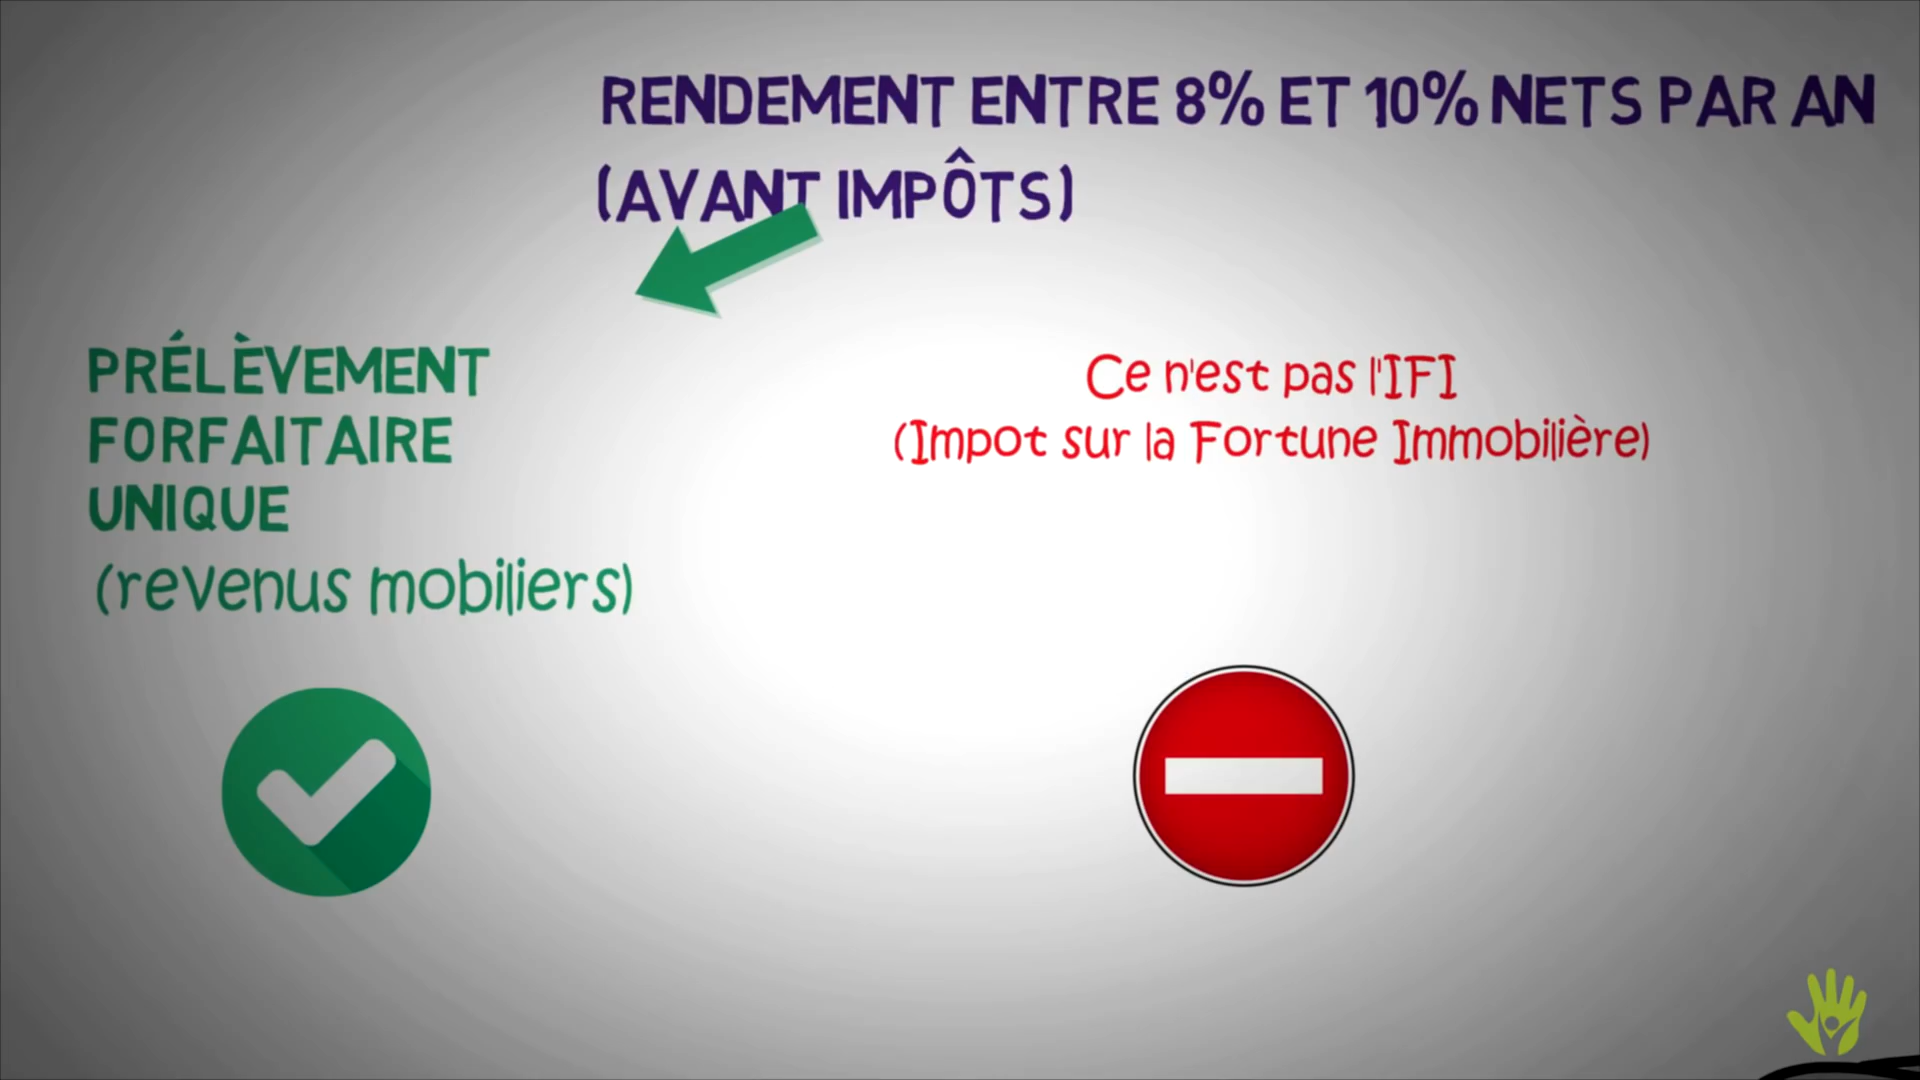 RENDEMENT ENTRE 8% ET 10% NETS PAR AN
(AVANT IMPÔTS)
PRÉLÈVEMENT
FORFAITAIRE
UNIQUE
(revenus mobiliers)
Ce n'est pas l'IFI
(Impot sur la Fortune Immobilière)